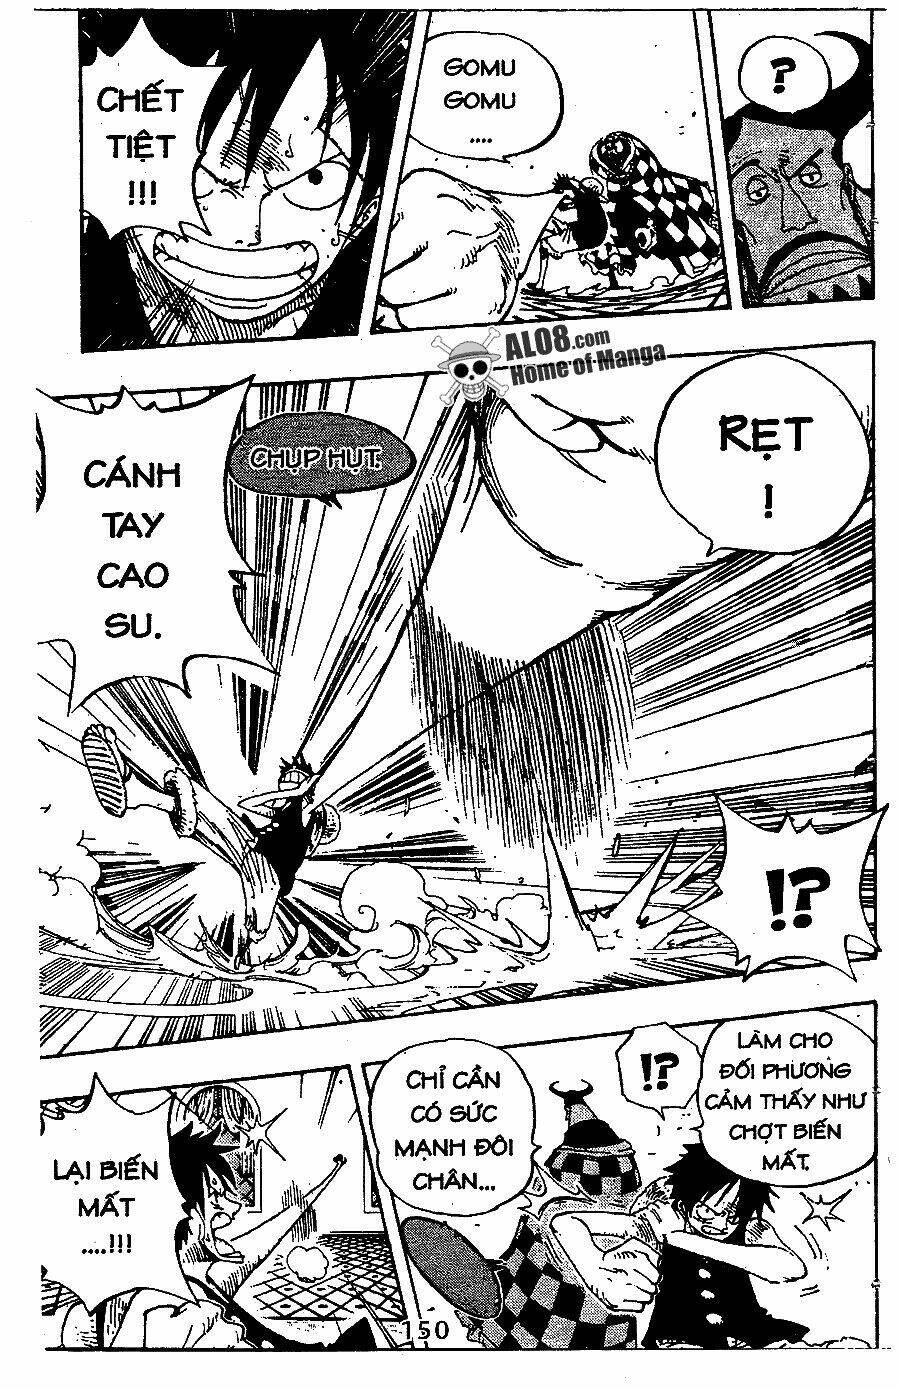 CHẾT
TIỆT
!!!
GOMU
GOMU
....
?
AL08.com
Home of Manga
RẸT
!
CHỤP HỤT.
CÁNH
TAY
CAO
SU.
!?
LẠI BIẾN
MẤT
....!!!
CHỈ CẦN
CÓ SỨC
MẠNH ĐÔI
CHÂN...
!?
LÀM CHO
ĐỐI PHƯƠNG
CẢM THẤY NHƯ
CHỢT BIẾN
MẤT.
150